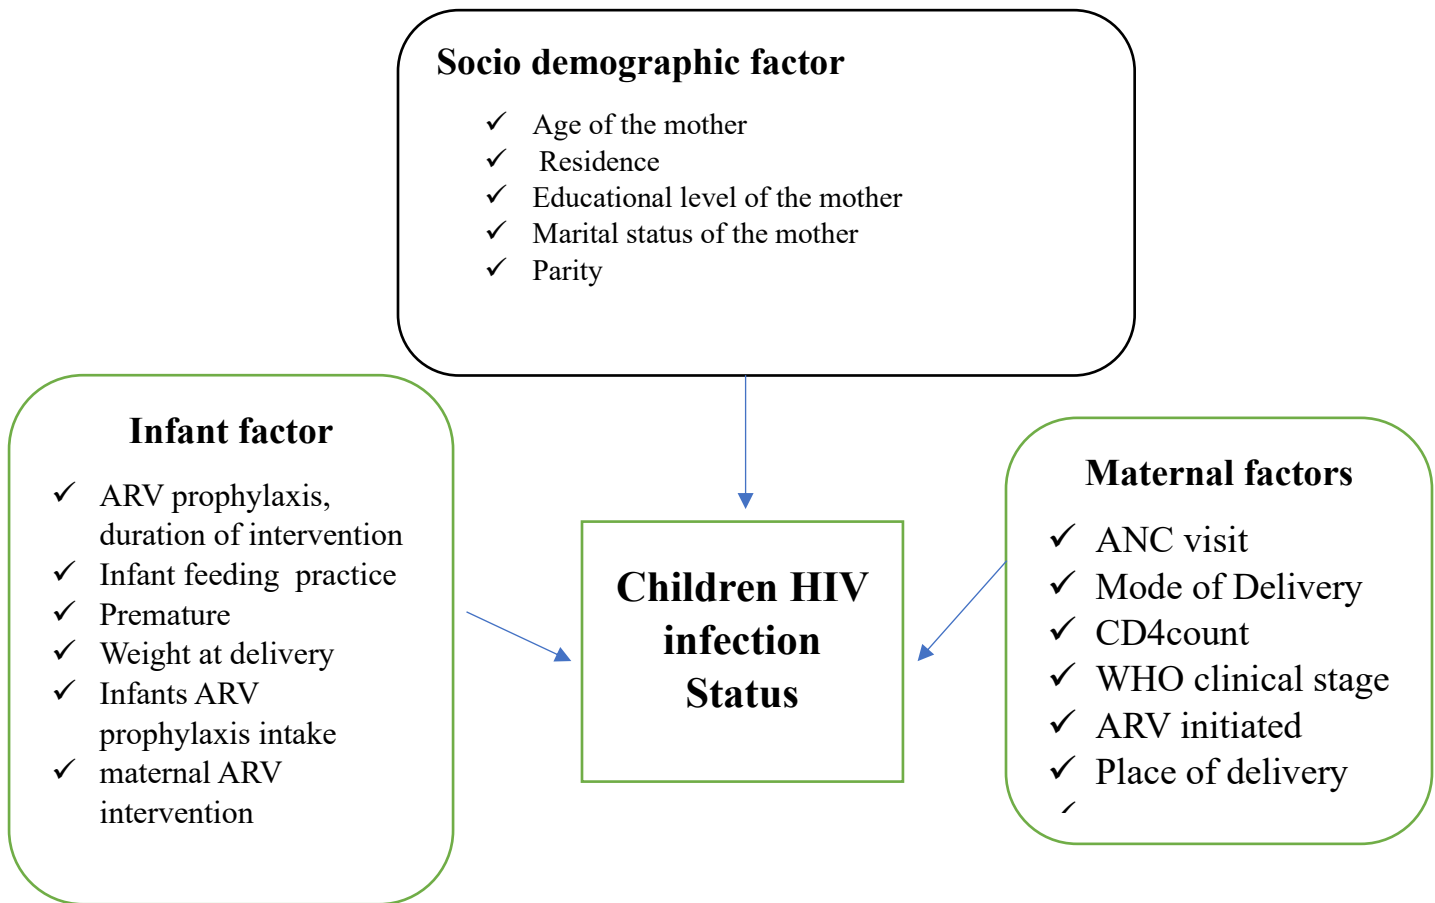 Socio demographic factor
✓ Age of the mother
✓ Residence
✓ Educational level of the mother
✓ Marital status of the mother
✓ Parity
Infant factor
✓ ARV prophylaxis,
duration of intervention
✓ Infant feeding practice
✓ Premature
✓ Weight at delivery
✓ Infants ARV
prophylaxis intake
✓ maternal ARV
intervention
Children HIV
infection
Status
Maternal factors
✓ ANC visit
✓ Mode of Delivery
✓ CD4count
✓ WHO clinical stage
✓ ARV initiated
✓ Place of delivery